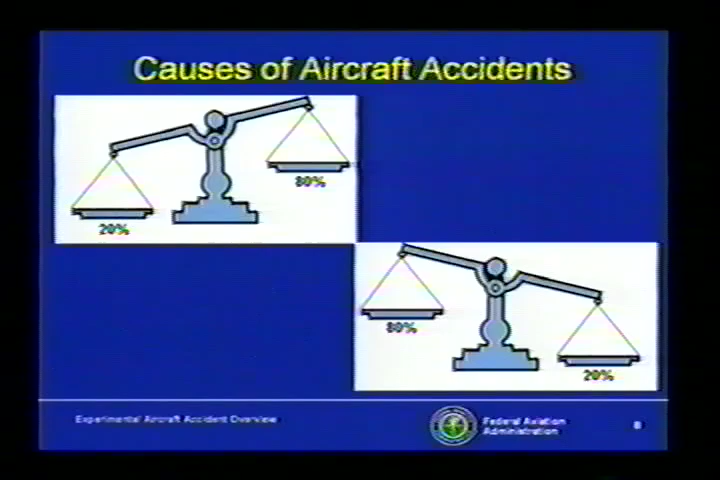 Causes of Aircraft Accidents
80%
20%
80%
20%
Experimental Aircraft Accident Overview
Federal Aviation
Administration
8